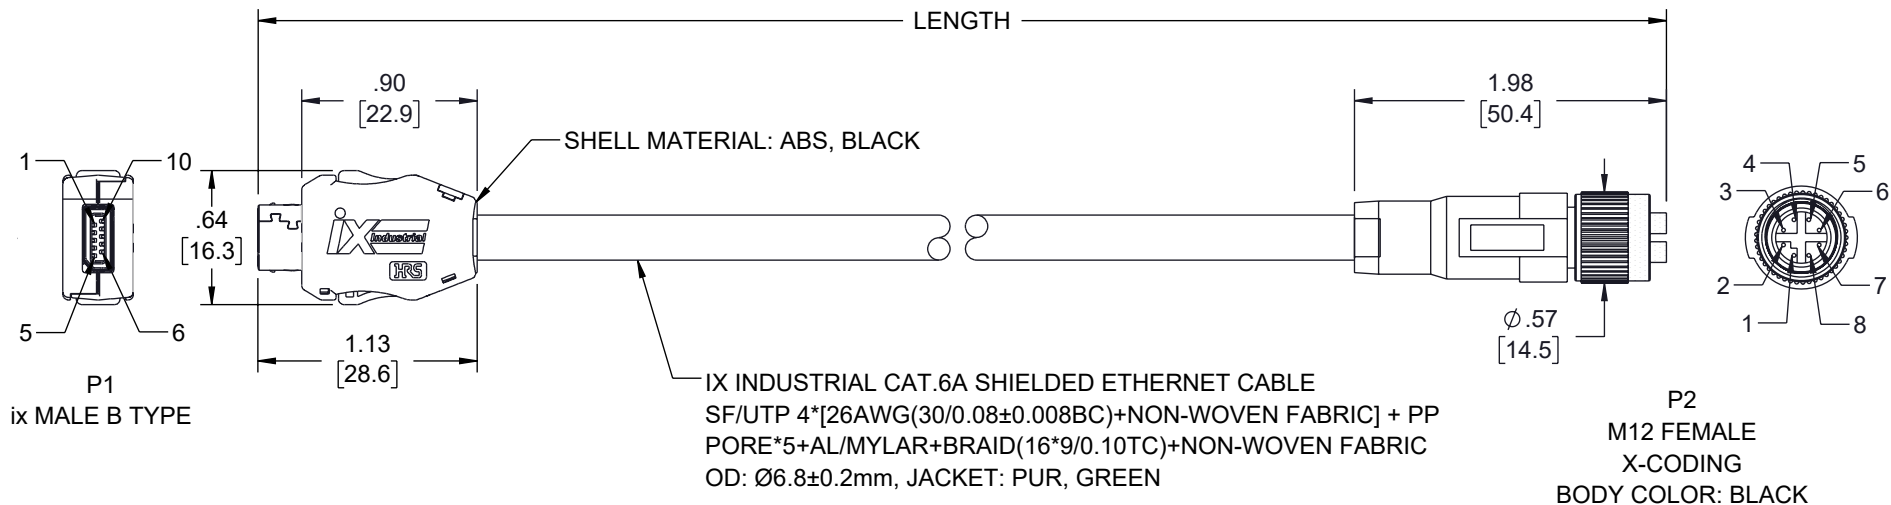 LENGTH
.90
[22.9]
1.98
[50.4]
SHELL MATERIAL: ABS, BLACK
1
10
5
6
P1
ix MALE B TYPE
.64
[16.3]
iX Industrial
HRS
1.13
[28.6]
IX INDUSTRIAL CAT.6A SHIELDED ETHERNET CABLE
SF/UTP 4*[26AWG(30/0.08±0.008BC)+NON-WOVEN FABRIC] + PP
PORE*5+AL/MYLAR+BRAID(16*9/0.10TC)+NON-WOVEN FABRIC
OD: Ø6.8±0.2mm, JACKET: PUR, GREEN
Ø.57
[14.5]
4
5
3
6
2
7
1
8
P2
M12 FEMALE
X-CODING
BODY COLOR: BLACK